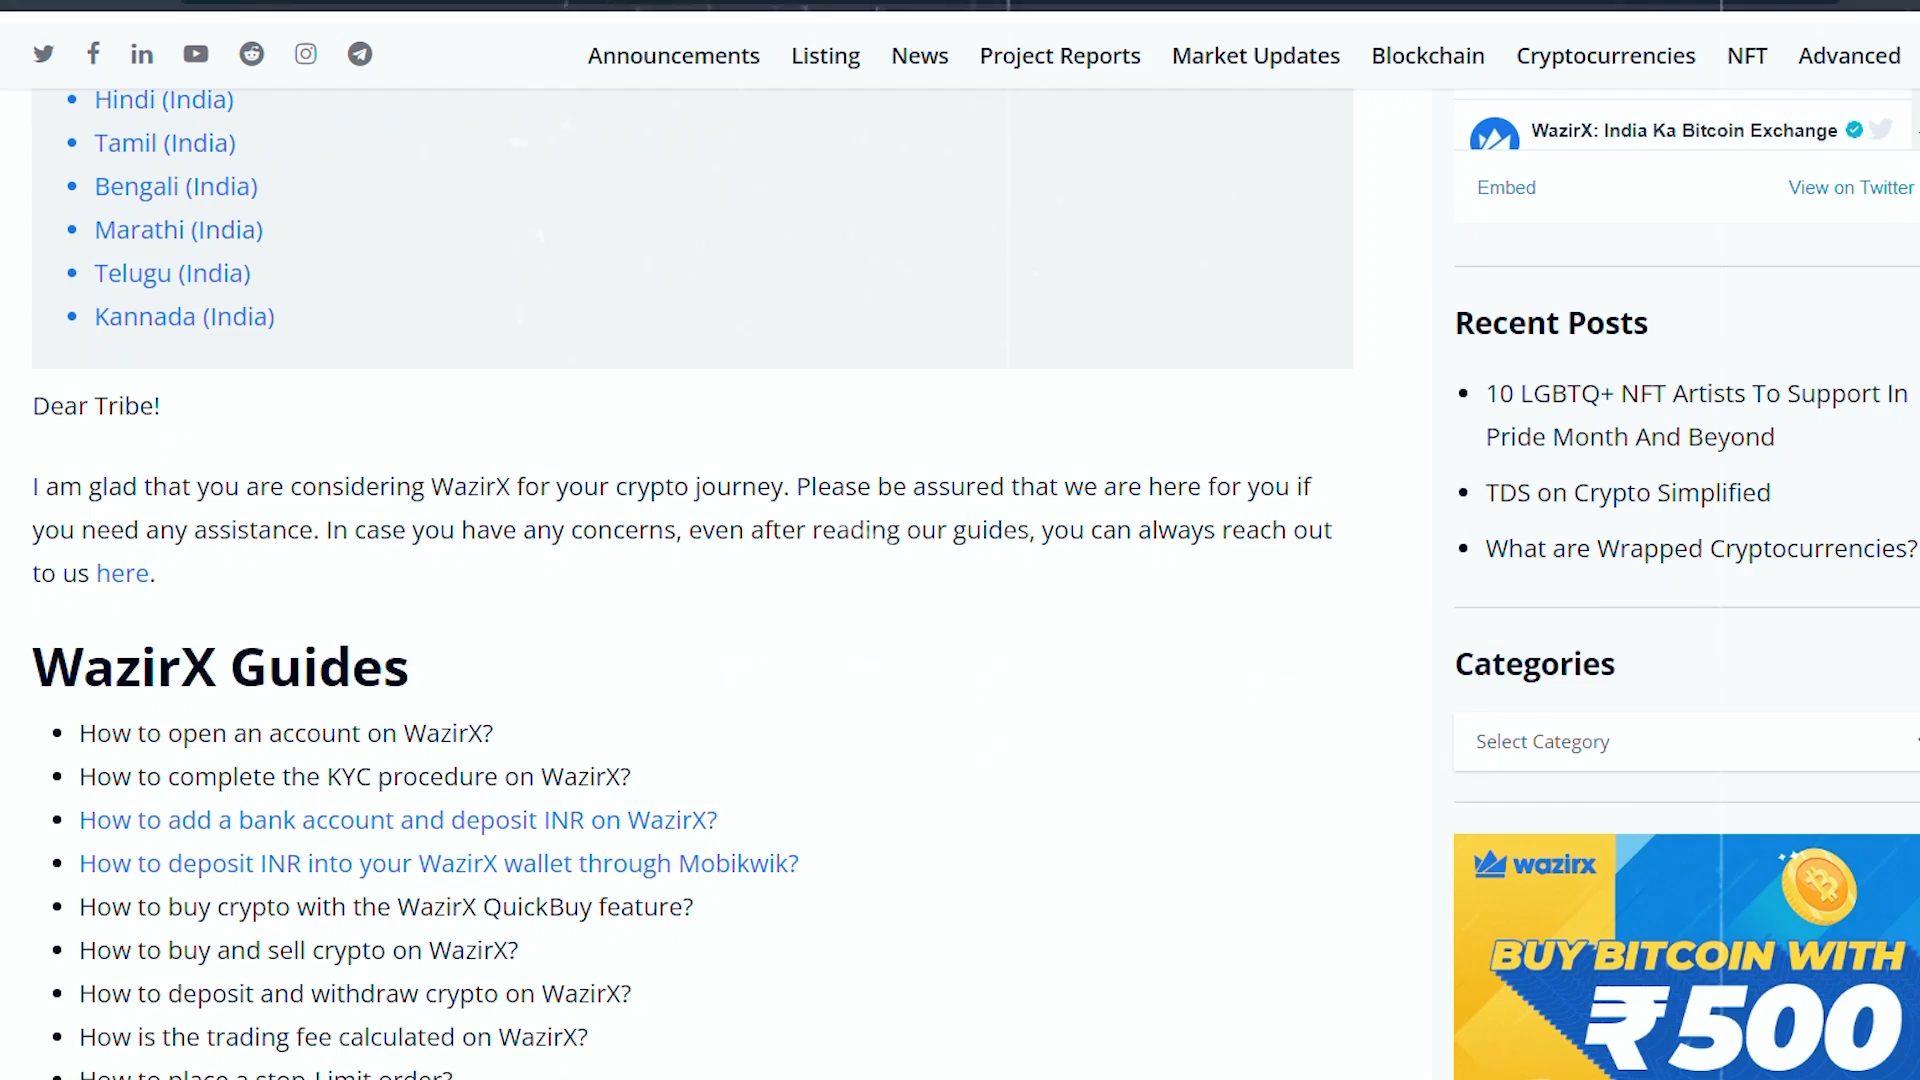 Announcements Listing News Project Reports Market Updates Blockchain Cryptocurrencies NFT Advanced
Hindi (India)
Tamil (India)
Bengali (India)
Marathi (India)
Telugu (India)
Kannada (India)
Dear Tribe!
I am glad that you are considering WazirX for your crypto journey. Please be assured that we are here for you if
you need any assistance. In case you have any concerns, even after reading our guides, you can always reach out
to us here.
WazirX Guides
How to open an account on WazirX?
How to complete the KYC procedure on WazirX?
How to add a bank account and deposit INR on WazirX?
How to deposit INR into your WazirX wallet through Mobikwik?
How to buy crypto with the WazirX QuickBuy feature?
How to buy and sell crypto on WazirX?
How to deposit and withdraw crypto on WazirX?
How is the trading fee calculated on WazirX?
How to place a stop-Limit order?
WazirX: India Ka Bitcoin Exchange
Embed View on Twitter
Recent Posts
10 LGBTQ+ NFT Artists To Support In
Pride Month And Beyond
TDS on Crypto Simplified
What are Wrapped Cryptocurrencies?
Categories
Select Category
wazirx
BUY BITCOIN WITH
₹500